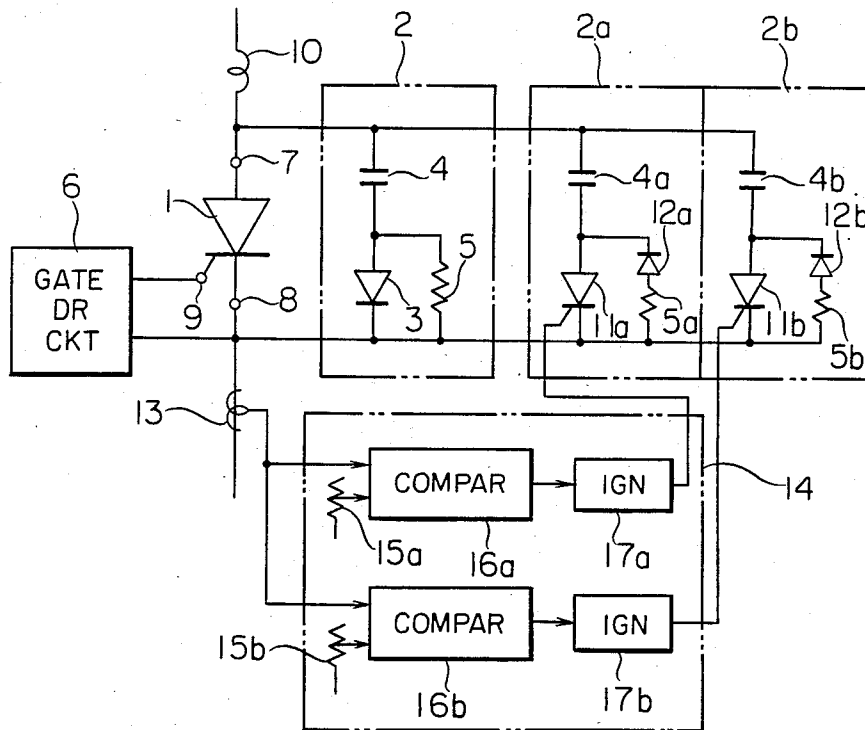 2
2a
2b
10
7
4
4a
4b
6
1
12a
12b
GATE
DR
CKT
9
8
5
3
11a
5a
11b
5b
13
COMPAR
IGN
14
15a
16a
17a
COMPAR
IGN
15b
16b
17b